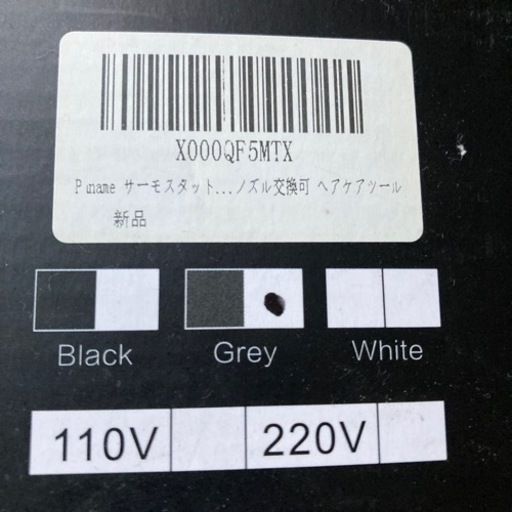 X000QF5MTX
Puname サーモスタット...ノズル交換可 ヘアケアツール
新品
Black Grey White
110V 220V